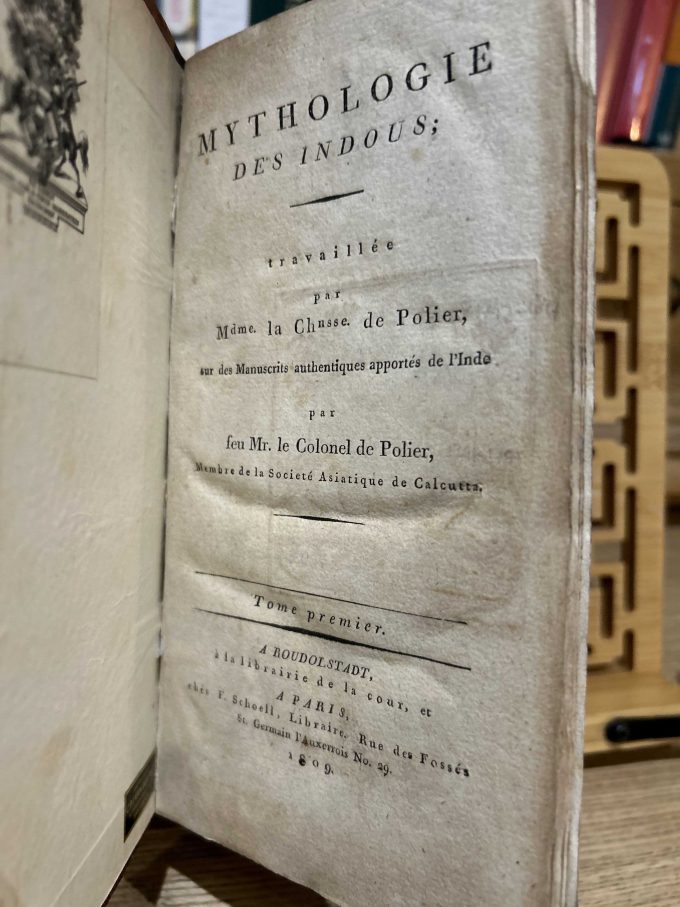 MYTHOLOGIE
DES INDOUS;
travaillée
par
Mdme. la Chnsse. de Polier,
sur des Manuscrits authentiques apportés de l'Inde
par
feu Mr. le Colonel de Polier,
Membre de la Societé Asiatique de Calcutta.
Tome premier.
A ROUDOLSTADT,
à la librairie de la cour, et
A PARIS,
chés F. Schoell, Libraire, Rue des Fossés
St. Germain l'Auxerrois No. 29.
1809.